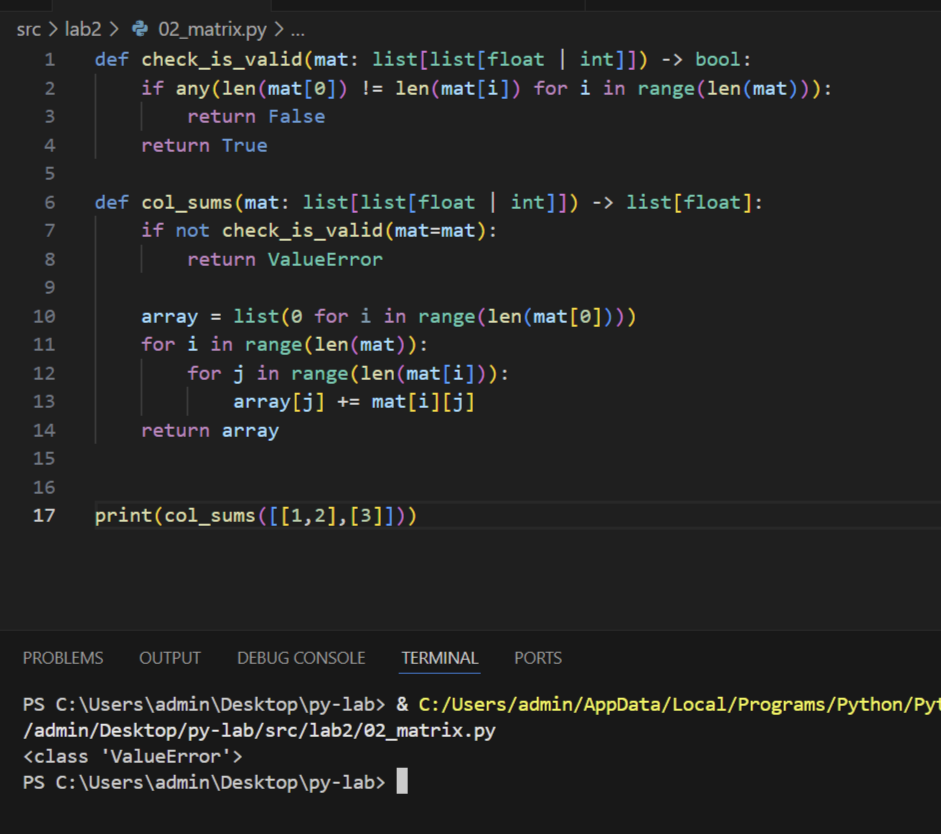 src > lab2 > 02_matrix.py > ...
1 def check_is_valid(mat: list[list[float | int]]) -> bool:
2     if any(len(mat[0]) != len(mat[i]) for i in range(len(mat))):
3         return False
4     return True
5
6 def col_sums(mat: list[list[float | int]]) -> list[float]:
7     if not check_is_valid(mat=mat):
8         return ValueError
9
10     array = list(0 for i in range(len(mat[0])))
11     for i in range(len(mat)):
12         for j in range(len(mat[i])):
13             array[j] += mat[i][j]
14     return array
15
16
17 print(col_sums([[1,2],[3]]))
PROBLEMS OUTPUT DEBUG CONSOLE TERMINAL PORTS
PS C:\Users\admin\Desktop\py-lab> & C:/Users/admin/AppData/Local/Programs/Python/Pyt
/admin/Desktop/py-lab/src/lab2/02_matrix.py
<class 'ValueError'>
PS C:\Users\admin\Desktop\py-lab>